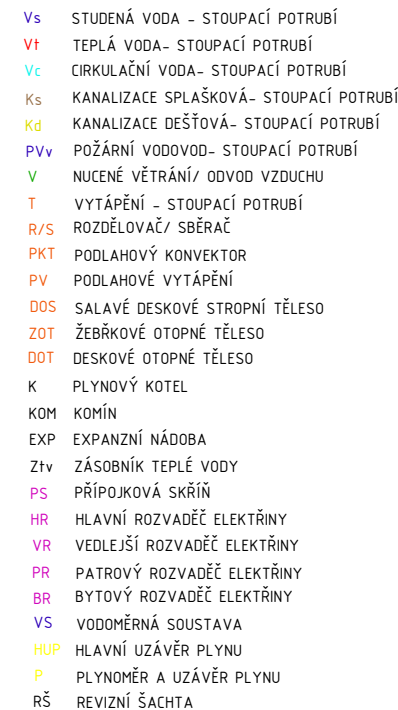 Vs STUDENÁ VODA - STOUPACÍ POTRUBÍ
Vt TEPLÁ VODA- STOUPACÍ POTRUBÍ
Vc CIRKULAČNÍ VODA- STOUPACÍ POTRUBÍ
Ks KANALIZACE SPLAŠKOVÁ- STOUPACÍ POTRUBÍ
Kd KANALIZACE DEŠŤOVÁ- STOUPACÍ POTRUBÍ
PVv POŽÁRNÍ VODOVOD- STOUPACÍ POTRUBÍ
V NUCENÉ VĚTRÁNÍ/ ODVOD VZDUCHU
T VYTÁPĚNÍ - STOUPACÍ POTRUBÍ
R/S ROZDĚLOVAČ/ SBĚRAČ
PKT PODLAHOVÝ KONVEKTOR
PV PODLAHOVÉ VYTÁPĚNÍ
DOS SALAVÉ DESKOVÉ STROPNÍ TĚLESO
ZOT ŽEBŘKOVÉ OTOPNÉ TĚLESO
DOT DESKOVÉ OTOPNÉ TĚLESO
K PLYNOVÝ KOTEL
KOM KOMÍN
EXP EXPANZNÍ NÁDOBA
Ztv ZÁSOBNÍK TEPLÉ VODY
PS PŘÍPOJKOVÁ SKŘÍŇ
HR HLAVNÍ ROZVADĚČ ELEKTŘINY
VR VEDLEJŠÍ ROZVADĚČ ELEKTŘINY
PR PATROVÝ ROZVADĚČ ELEKTŘINY
BR BYTOVÝ ROZVADĚČ ELEKTŘINY
VS VODOMĚRNÁ SOUSTAVA
HUP HLAVNÍ UZÁVĚR PLYNU
P PLYNOMĚR A UZÁVĚR PLYNU
RŠ REVIZNÍ ŠACHTA